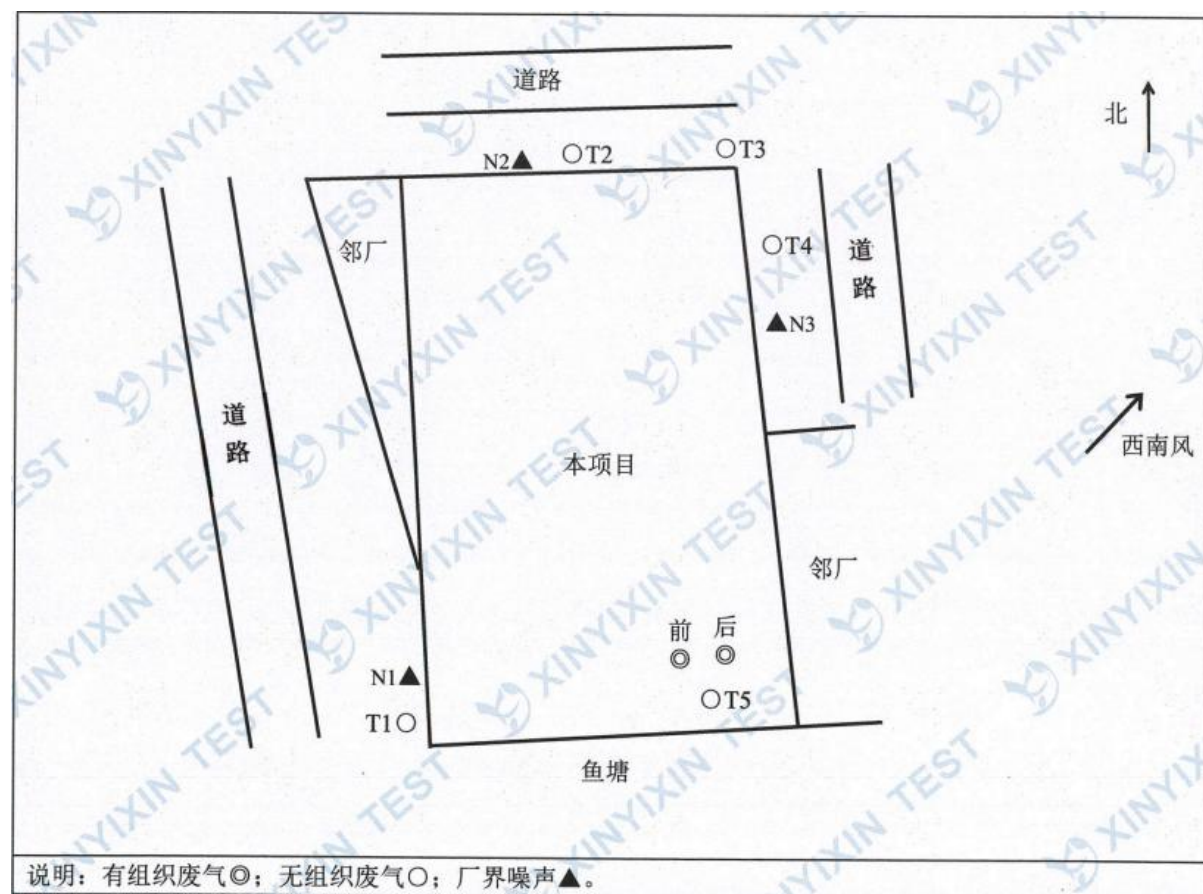 道路
北
N2▲ ○T2 ○T3
邻厂
○T4
道路
▲N3
道路
本项目
西南风
邻厂
前 后
◎ ◎
N1▲
○T5
T1○
鱼塘
说明：有组织废气◎；无组织废气○；厂界噪声▲。
XINYIXIN TEST